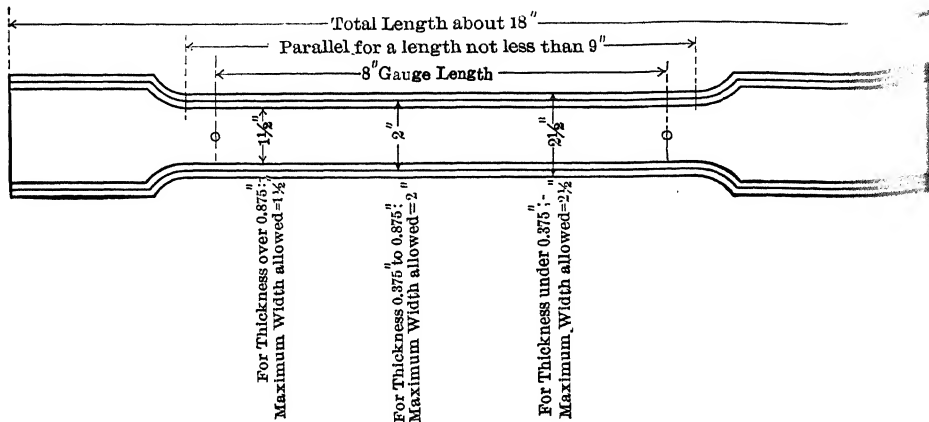 Total Length about 18"
Parallel for a length not less than 9"
8" Gauge Length
1½"
2"
2½"
For Thickness over 0.875":
Maximum Width allowed=1½"
For Thickness 0.375" to 0.875":
Maximum Width allowed=2"
For Thickness under 0.375":-
Maximum Width allowed=2½"